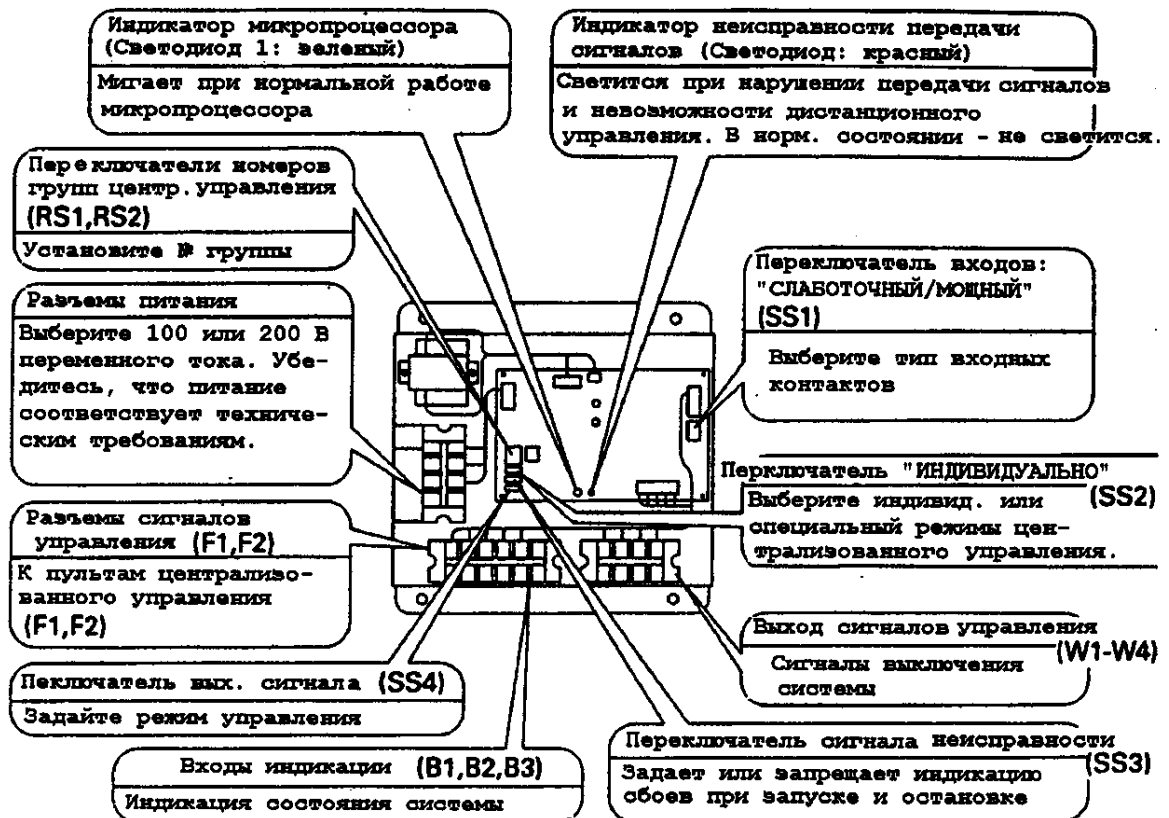 Индикатор микропроцессора
(Светодиод 1: зеленый)
Мигает при нормальной работе
микропроцессора
Индикатор неисправности передачи
сигналов (Светодиод: красный)
Светится при нарушении передачи сигналов
и невозможности дистанционного
управления. В норм. состоянии - не светится.
Переключатели номеров
групп центр. управления
(RS1,RS2)
Установите № группы
Разъемы питания
Выберите 100 или 200 В
переменного тока. Убе-
дитесь, что питание
соответствует техниче-
ским требованиям.
Переключатель входов:
"СЛАБОТОЧНЫЙ/МОЩНЫЙ"
(SS1)
Выберите тип входных
контактов
Перключатель "ИНДИВИДУАЛЬНО"
(SS2)
Выберите индивид. или
специальный режимы цен-
трализованного управления.
Разъемы сигналов
управления (F1,F2)
К пультам централизо-
ванного управления
(F1,F2)
Выход сигналов управления
(W1-W4)
Сигналы выключения
системы
Пеключатель вых. сигнала (SS4)
Задайте режим управления
Переключатель сигнала неисправности
(SS3)
Задает или запрещает индикацию
сбоев при запуске и остановке
Входы индикации (B1,B2,B3)
Индикация состояния системы